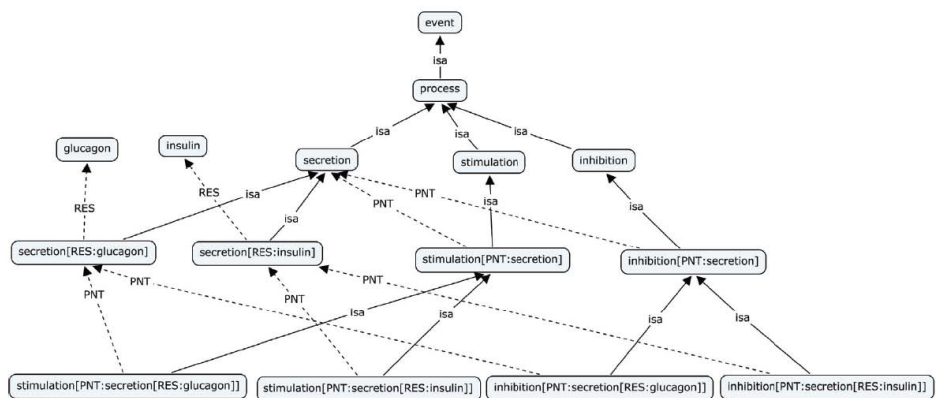 event
isa
process
isa
isa
isa
glucagon
insulin
secretion
stimulation
inhibition
RES
RES
isa
isa
PNT
PNT
isa
isa
secretion[RES:glucagon]
secretion[RES:insulin]
stimulation[PNT:secretion]
inhibition[PNT:secretion]
PNT
PNT
PNT
PNT
isa
isa
isa
isa
stimulation[PNT:secretion[RES:glucagon]]
stimulation[PNT:secretion[RES:insulin]]
inhibition[PNT:secretion[RES:glucagon]]
inhibition[PNT:secretion[RES:insulin]]